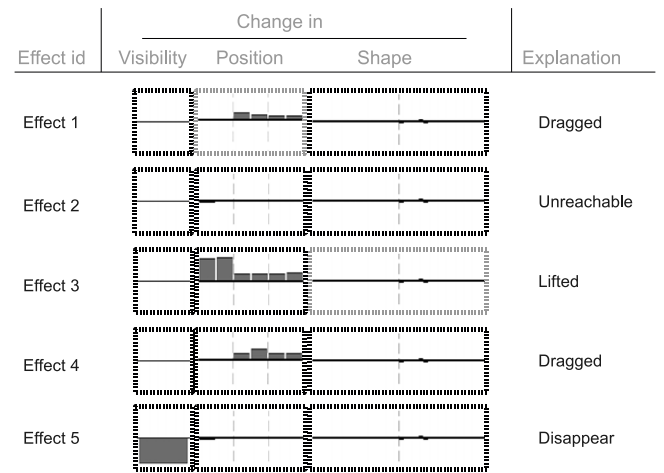 Change in
Effect id Visibility Position Shape Explanation
Effect 1 Dragged
Effect 2 Unreachable
Effect 3 Lifted
Effect 4 Dragged
Effect 5 Disappear